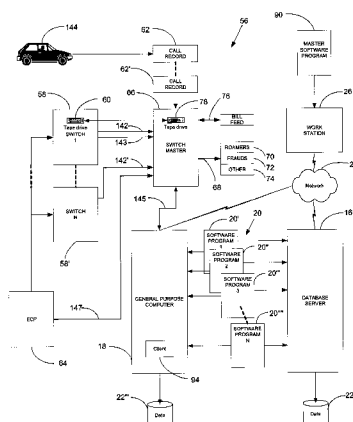 144
62
CALL
RECORD
56
90
MASTER
SOFTWARE
PROGRAM
62'
CALL
RECORD
58
60
66
78
76
26
Tape drive
SWITCH
1
142
143
Tape drive
SWITCH
MASTER
BILL
FEED
WORK
STATION
ROAMERS
70
FRAUDS
72
OTHER
74
142'
68
Network
SWITCH
N
145
58'
20'
20
16
SOFTWARE
PROGRAM
1
20"
SOFTWARE
PROGRAM
2
20'"
SOFTWARE
PROGRAM
3
147
GENERAL PURPOSE
COMPUTER
DATABASE
SERVER
SOFTWARE
PROGRAM
N
64
18
Client
94
22'"
Data
22
Data